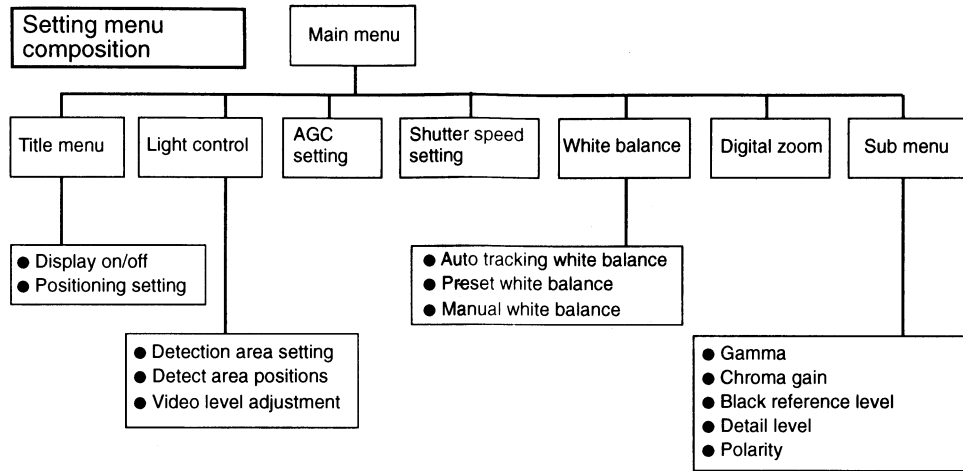 Setting menu
composition
Main menu
Title menu
Light control
AGC
setting
Shutter speed
setting
White balance
Digital zoom
Sub menu
● Display on/off
● Positioning setting
● Auto tracking white balance
● Preset white balance
● Manual white balance
● Detection area setting
● Detect area positions
● Video level adjustment
● Gamma
● Chroma gain
● Black reference level
● Detail level
● Polarity